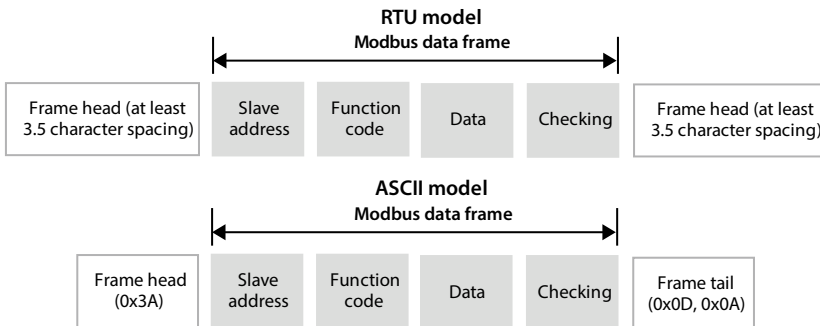 RTU model
Modbus data frame
Frame head (at least
3.5 character spacing)
Slave
address
Function
code
Data
Checking
Frame head (at least
3.5 character spacing)
ASCII model
Modbus data frame
Frame head
(0x3A)
Slave
address
Function
code
Data
Checking
Frame tail
(0x0D, 0x0A)